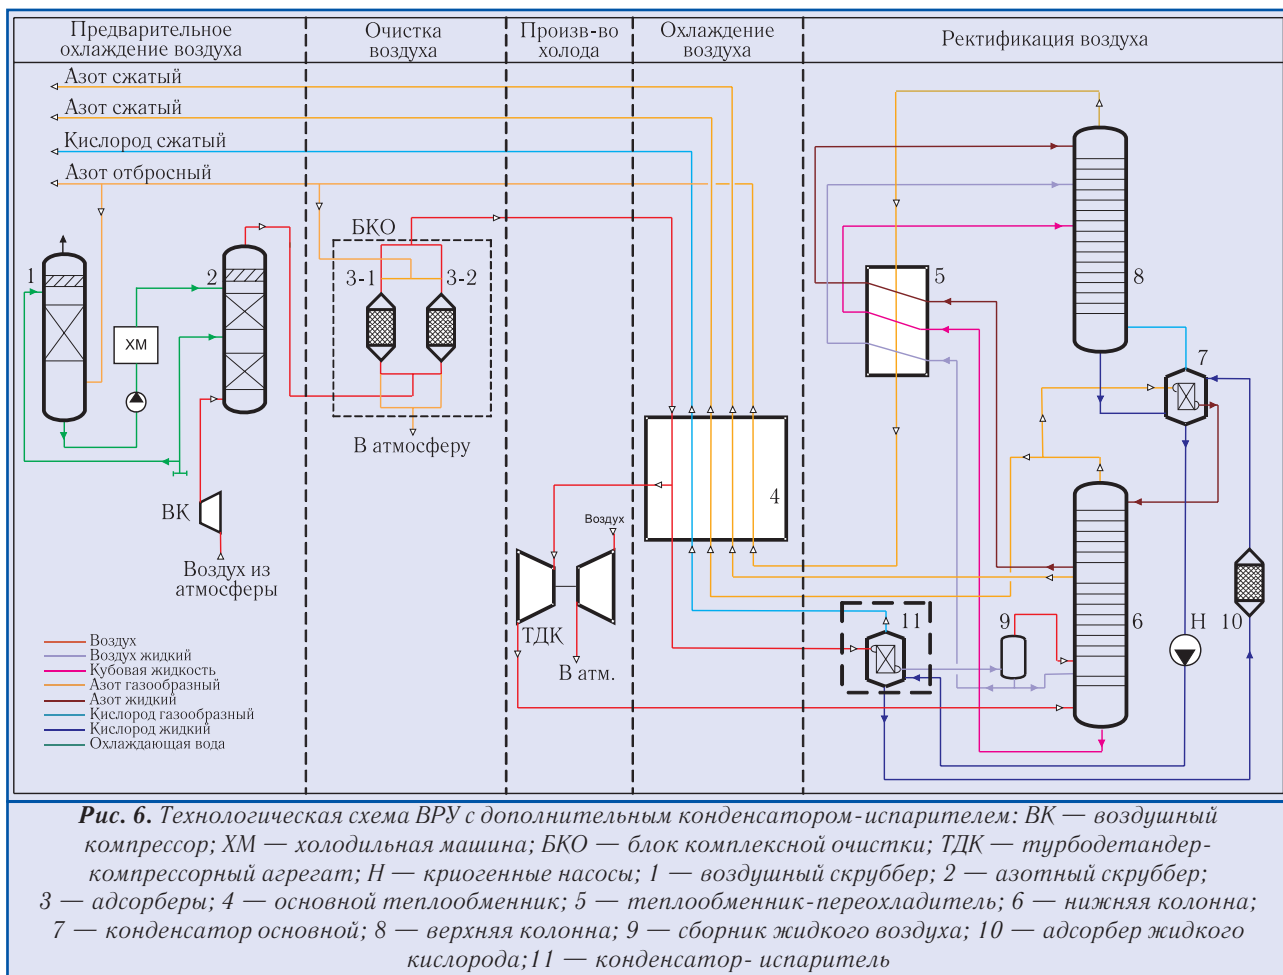 Предварительное
охлаждение воздуха
Очистка
воздуха
Произв-во
холода
Охлаждение
воздуха
Ректификация воздуха
Азот сжатый
Азот сжатый
Кислород сжатый
Азот отбросный
БКО
1
2
3-1
3-2
5
8
ХМ
7
В атмосферу
4
ВК
Воздух
Воздух из
атмосферы
ТДК
11
9
6
Н
10
В атм.
Воздух
Воздух жидкий
Кубовая жидкость
Азот газообразный
Азот жидкий
Кислород газообразный
Кислород жидкий
Охлаждающая вода
Рис. 6. Технологическая схема ВРУ с дополнительным конденсатором-испарителем: ВК — воздушный
компрессор; ХМ — холодильная машина; БКО — блок комплексной очистки; ТДК — турбодетандер-
компрессорный агрегат; Н — криогенные насосы; 1 — воздушный скруббер; 2 — азотный скруббер;
3 — адсорберы; 4 — основной теплообменник; 5 — теплообменник-переохладитель; 6 — нижняя колонна;
7 — конденсатор основной; 8 — верхняя колонна; 9 — сборник жидкого воздуха; 10 — адсорбер жидкого
кислорода;11 — конденсатор- испаритель